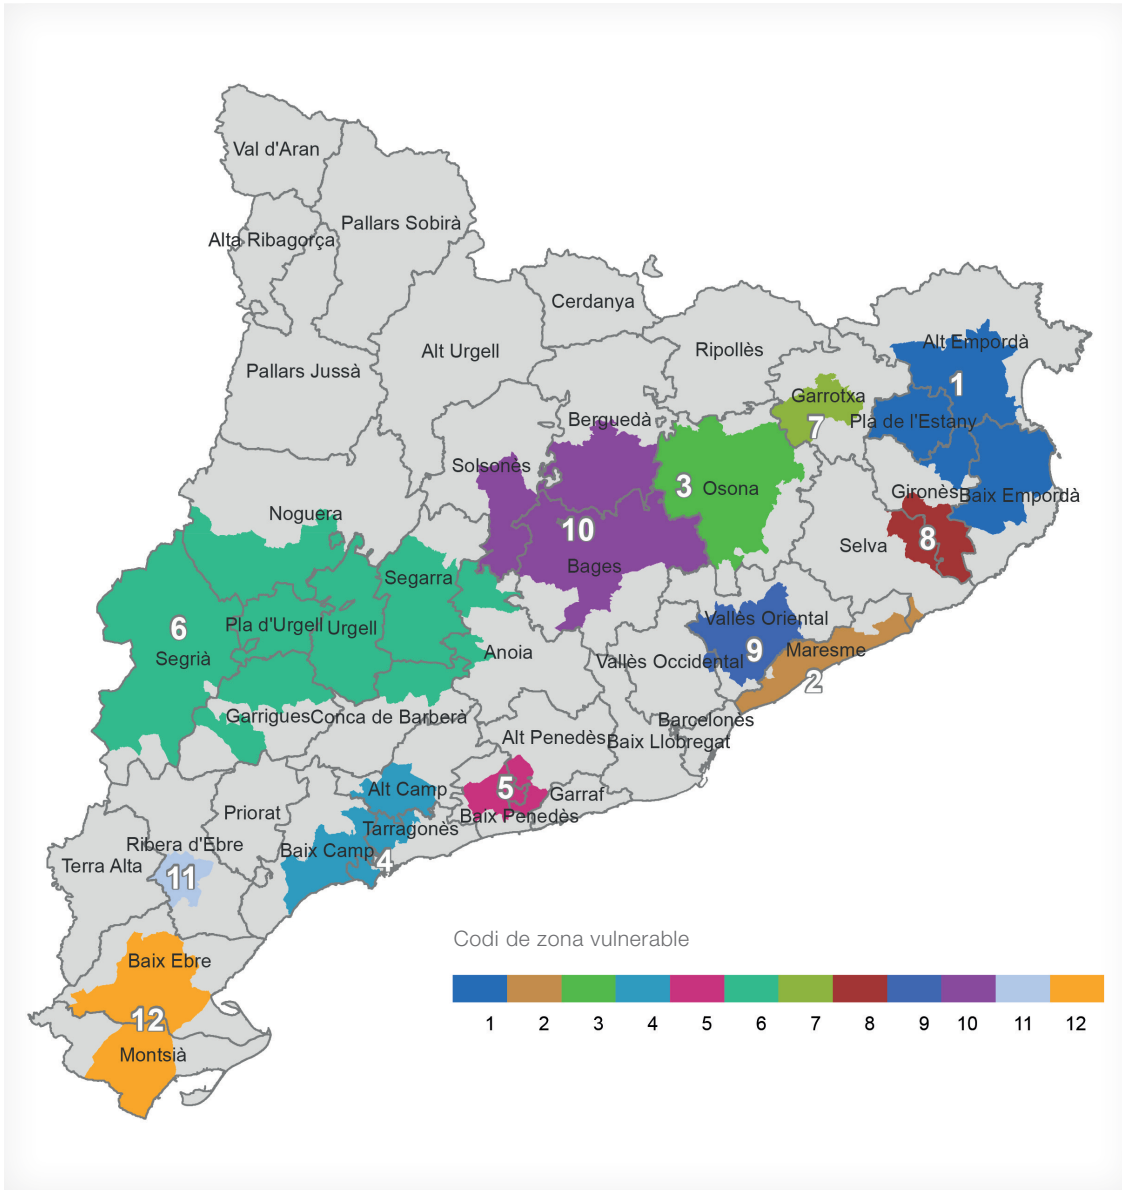 Val d'Aran
Pallars Sobirà
Alta Ribagorça
Cerdanya
Alt Urgell
Ripollès
Alt Empordà
Pallars Jussà
1
Garrotxa
Berguedà
7
Pla de l'Estany
Solsonès
3
Osona
Gironès
Baix Empordà
Noguera
10
8
Selva
Bages
Segarra
Vallès Oriental
6
Pla d'Urgell
Urgell
Segrià
Anoia
9
Maresme
Vallès Occidental
2
Garrigues
Conca de Barberà
Barcelonès
Alt Penedès
Baix Llobregat
Alt Camp
5
Garraf
Priorat
Baix Penedès
Tarragonès
Ribera d'Ebre
Baix Camp
4
Terra Alta
11
Codi de zona vulnerable
Baix Ebre
12
Montsià
1 2 3 4 5 6 7 8 9 10 11 12